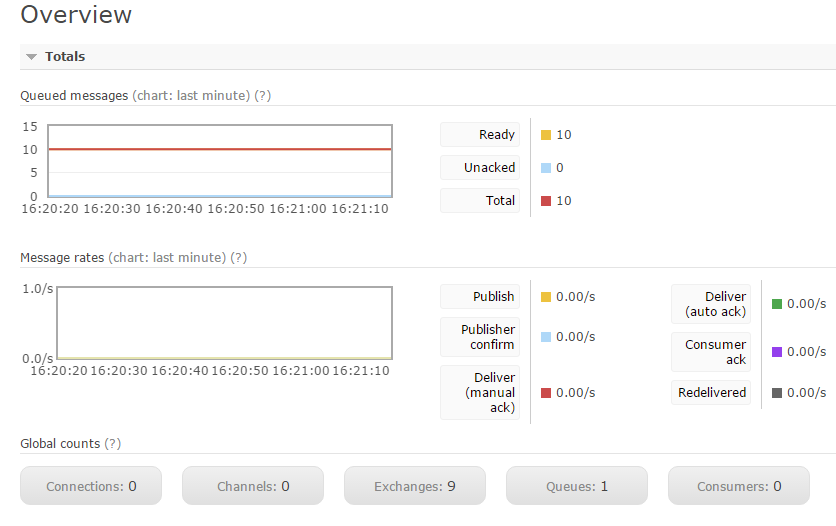 Overview
Totals
Queued messages (chart: last minute) (?)
15
10
5
0
16:20:20 16:20:30 16:20:40 16:20:50 16:21:00 16:21:10
Ready 10
Unacked 0
Total 10
Message rates (chart: last minute) (?)
1.0/s
0.0/s
16:20:20 16:20:30 16:20:40 16:20:50 16:21:00 16:21:10
Publish 0.00/s
Publisher
confirm 0.00/s
Deliver
(manual
ack) 0.00/s
Deliver
(auto ack) 0.00/s
Consumer
ack 0.00/s
Redelivered 0.00/s
Global counts (?)
Connections: 0 Channels: 0 Exchanges: 9 Queues: 1 Consumers: 0